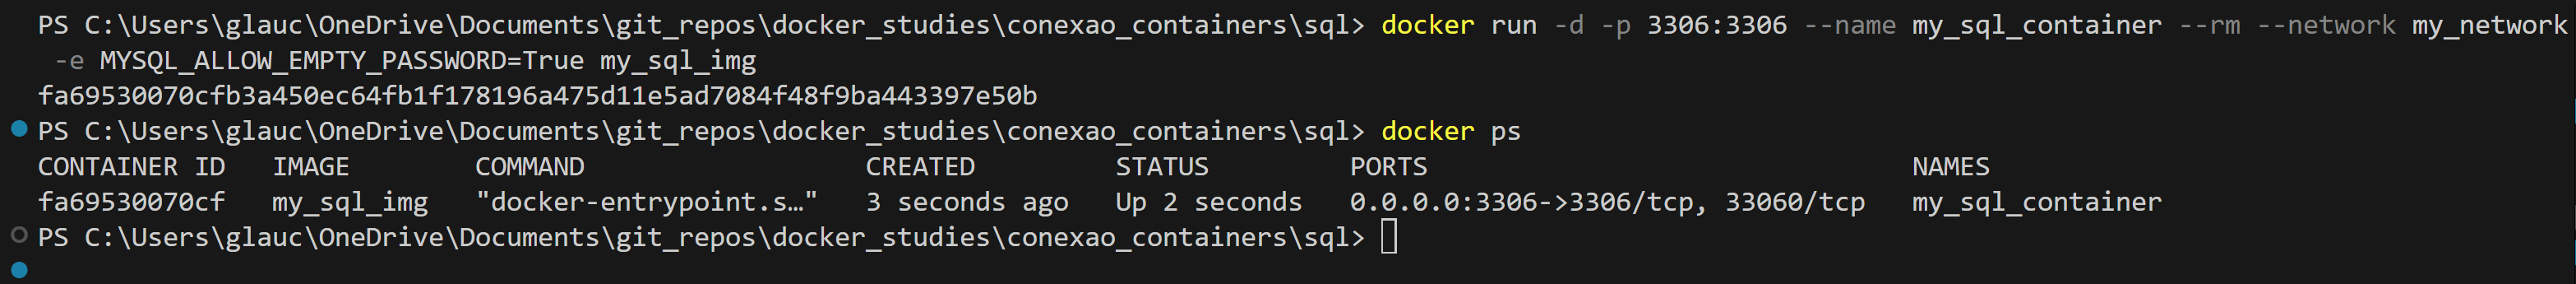 PS C:\Users\glauc\OneDrive\Documents\git_repos\docker_studies\conexao_containers\sql> docker run -d -p 3306:3306 --name my_sql_container --rm --network my_network
-e MYSQL_ALLOW_EMPTY_PASSWORD=True my_sql_img
fa69530070cfb3a450ec64fb1f178196a475d11e5ad7084f48f9ba443397e50b
PS C:\Users\glauc\OneDrive\Documents\git_repos\docker_studies\conexao_containers\sql> docker ps
CONTAINER ID   IMAGE        COMMAND                  CREATED         STATUS         PORTS                               NAMES
fa69530070cf   my_sql_img   "docker-entrypoint.s…"   3 seconds ago   Up 2 seconds   0.0.0.0:3306->3306/tcp, 33060/tcp   my_sql_container
PS C:\Users\glauc\OneDrive\Documents\git_repos\docker_studies\conexao_containers\sql>